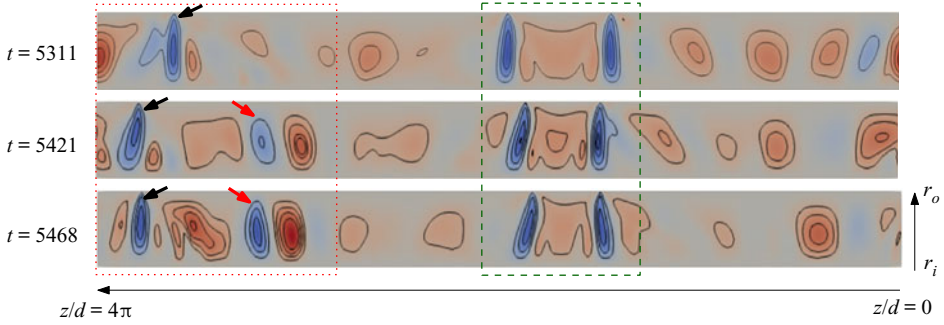 t = 5311
t = 5421
t = 5468
r_o
r_i
z/d = 4π
z/d = 0